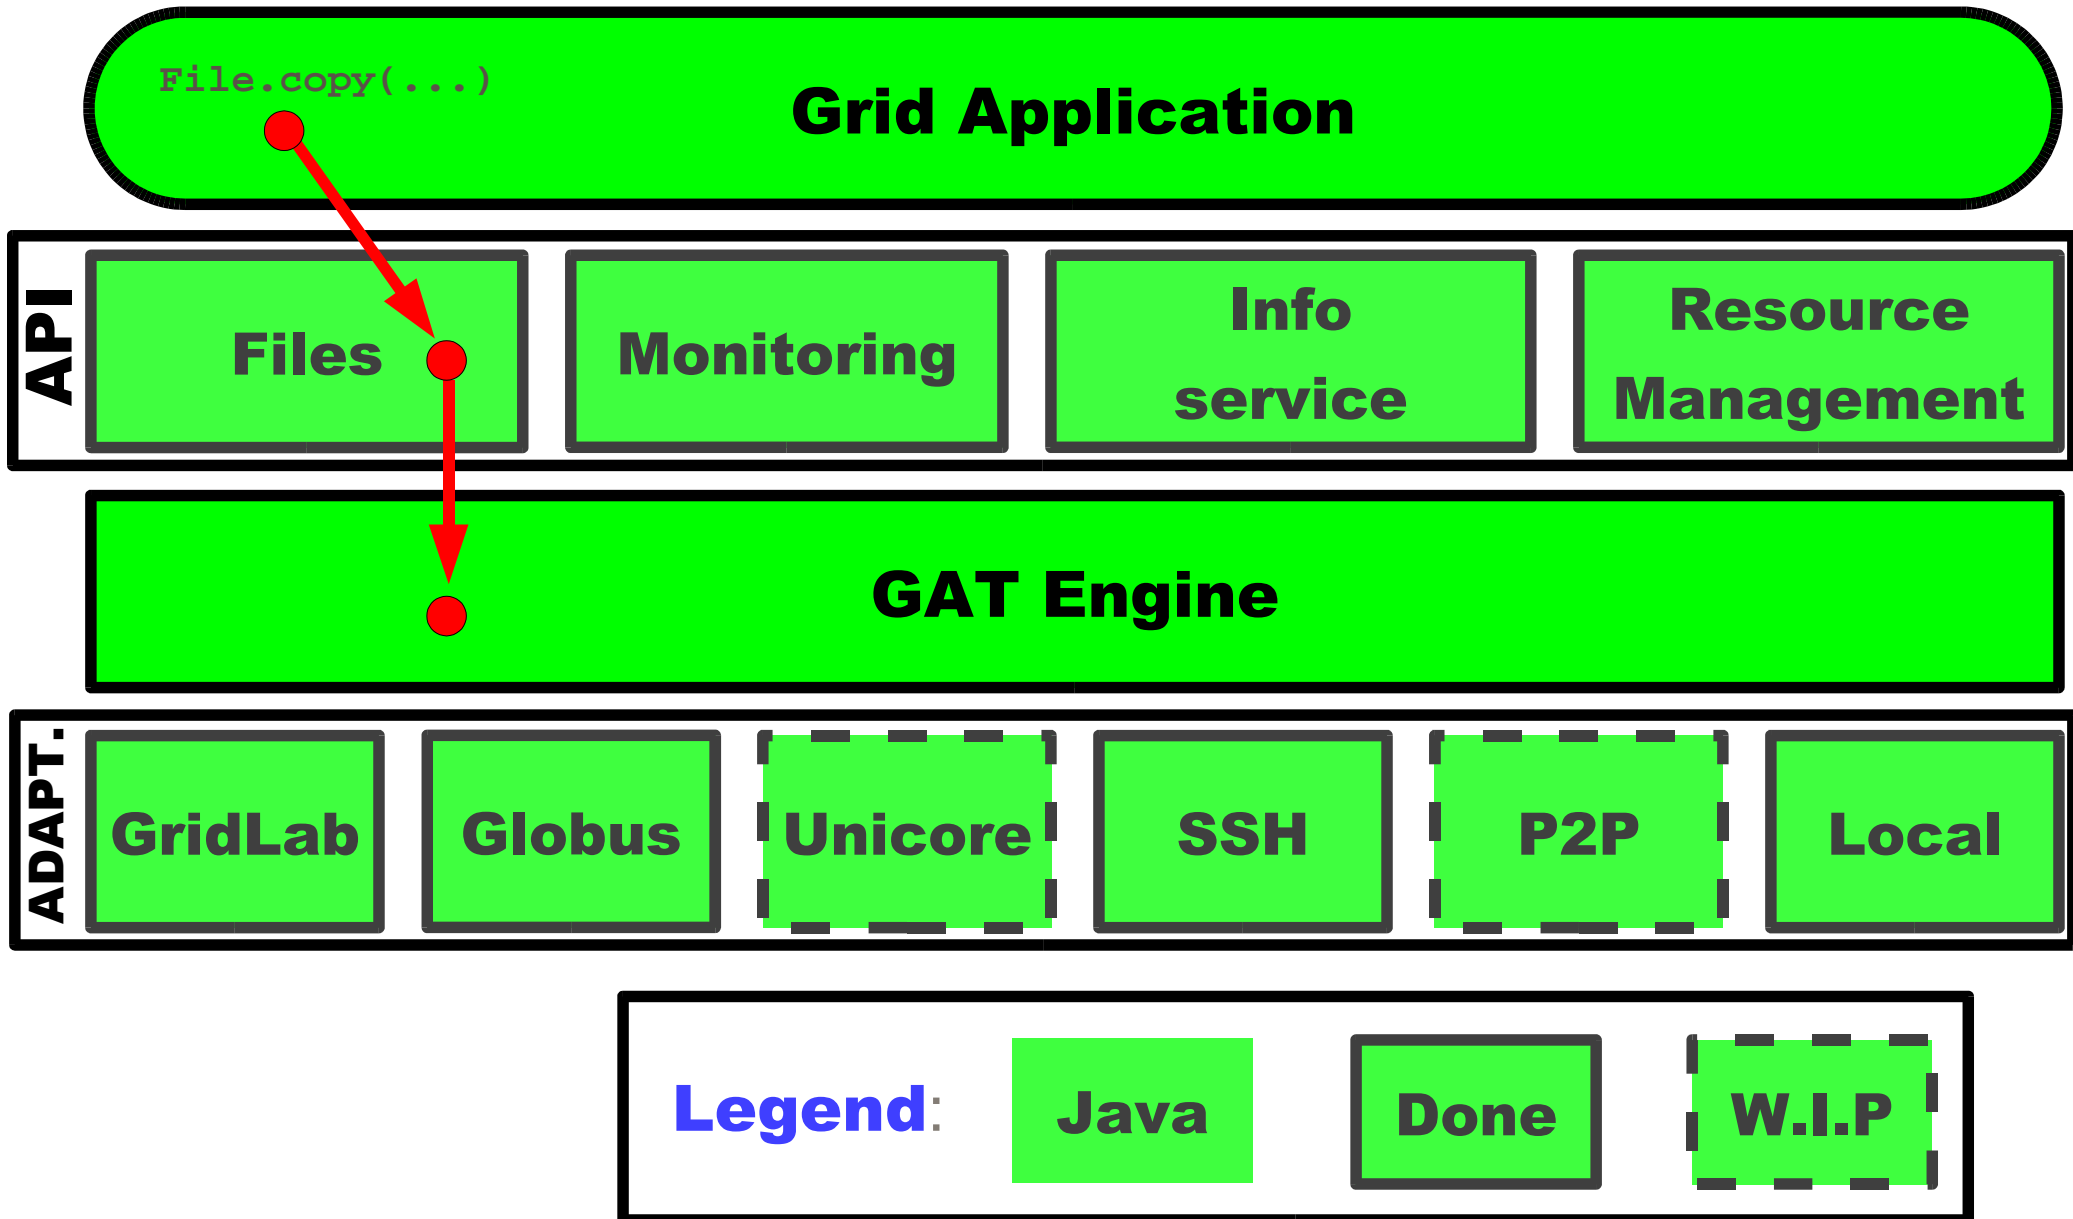 File.copy(...)
Grid Application
API
Files
Monitoring
Info
service
Resource
Management
GAT Engine
ADAPT.
GridLab
Globus
Unicore
SSH
P2P
Local
Legend:
Java
Done
W.I.P